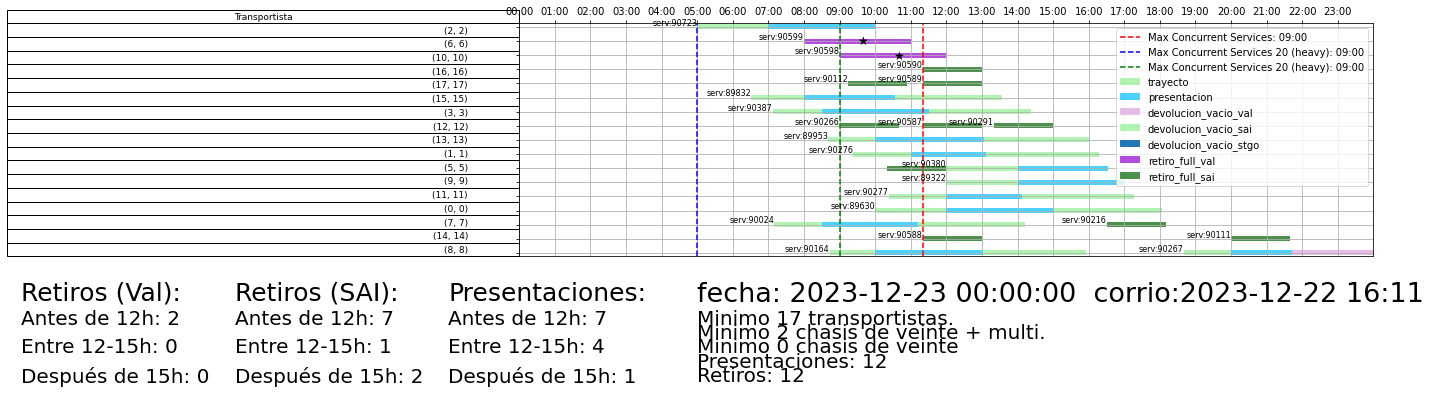 Transportista
00:00 01:00 02:00 03:00 04:00 05:00 06:00 07:00 08:00 09:00 10:00 11:00 12:00 13:00 14:00 15:00 16:00 17:00 18:00 19:00 20:00 21:00 22:00 23:00
serv:90723
(2, 2)
serv:90599
(6, 6)
serv:90598
(10, 10)
serv:90590
(16, 16)
serv:90112 serv:90589
(17, 17)
serv:89832
(15, 15)
serv:90387
(3, 3)
serv:90266 serv:90587 serv:90291
(12, 12)
serv:89953
(13, 13)
serv:90276
(1, 1)
serv:90380
(5, 5)
serv:89322
(9, 9)
serv:90277
(11, 11)
serv:89630
(0, 0)
serv:90024 serv:90216
(7, 7)
serv:90588 serv:90111
(14, 14)
serv:90164 serv:90267
(8, 8)
Max Concurrent Services: 09:00
Max Concurrent Services 20 (heavy): 09:00
Max Concurrent Services 20 (heavy): 09:00
trayecto
presentacion
devolucion_vacio_val
devolucion_vacio_sai
devolucion_vacio_stgo
retiro_full_val
retiro_full_sai
Retiros (Val):
Antes de 12h: 2
Entre 12-15h: 0
Después de 15h: 0
Retiros (SAI):
Antes de 12h: 7
Entre 12-15h: 1
Después de 15h: 2
Presentaciones:
Antes de 12h: 7
Entre 12-15h: 4
Después de 15h: 1
fecha: 2023-12-23 00:00:00 corrio:2023-12-22 16:11
Minimo 17 transportistas.
Minimo 2 chasis de veinte + multi.
Minimo 0 chasis de veinte
Presentaciones: 12
Retiros: 12